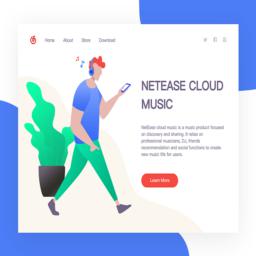 Home About Store Download
NETEASE CLOUD
MUSIC
NetEase cloud music is a music product focused
on discovery and sharing. It relies on
professional musicians, DJ, friends
recommendation and social functions to create
new music life for users.
Learn More